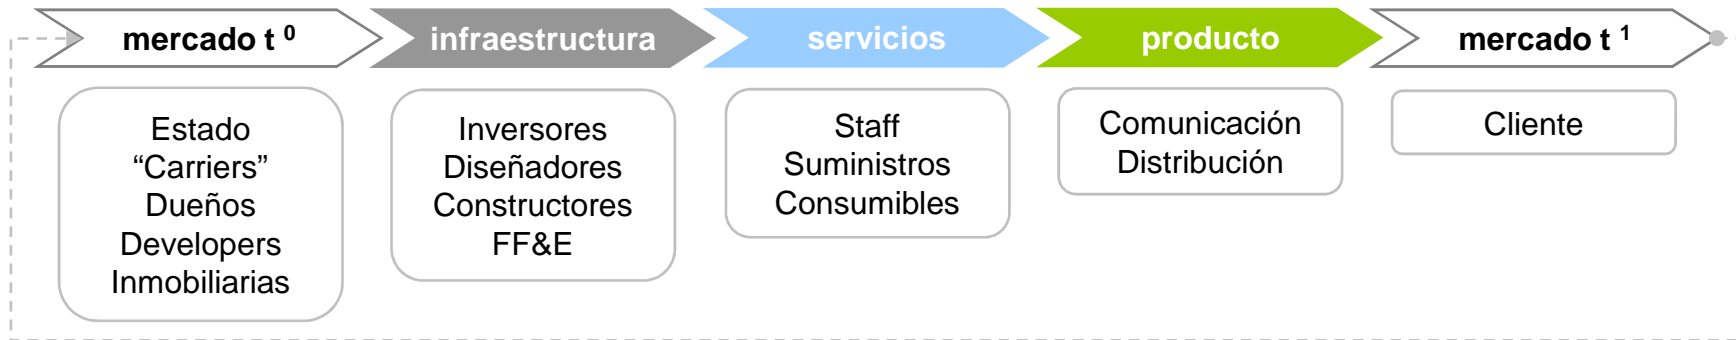 mercado t 0
infraestructura
servicios
producto
mercado t 1
Estado
“Carriers”
Dueños
Developers
Inmobiliarias
Inversores
Diseñadores
Constructores
FF&E
Staff
Suministros
Consumibles
Comunicación
Distribución
Cliente